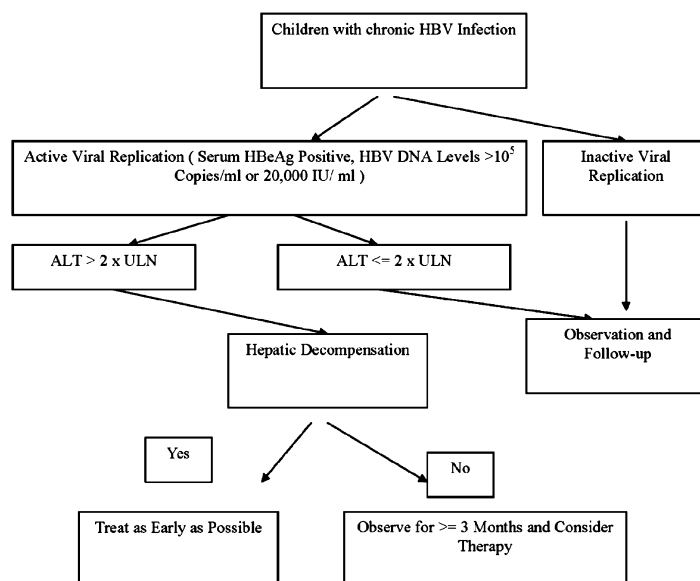 Children with chronic HBV Infection
Active Viral Replication ( Serum HBeAg Positive, HBV DNA Levels >10⁵
Copies/ml or 20,000 IU/ ml )
Inactive Viral
Replication
ALT > 2 x ULN
ALT <= 2 x ULN
Observation and
Follow-up
Hepatic Decompensation
Yes
No
Treat as Early as Possible
Observe for >= 3 Months and Consider
Therapy